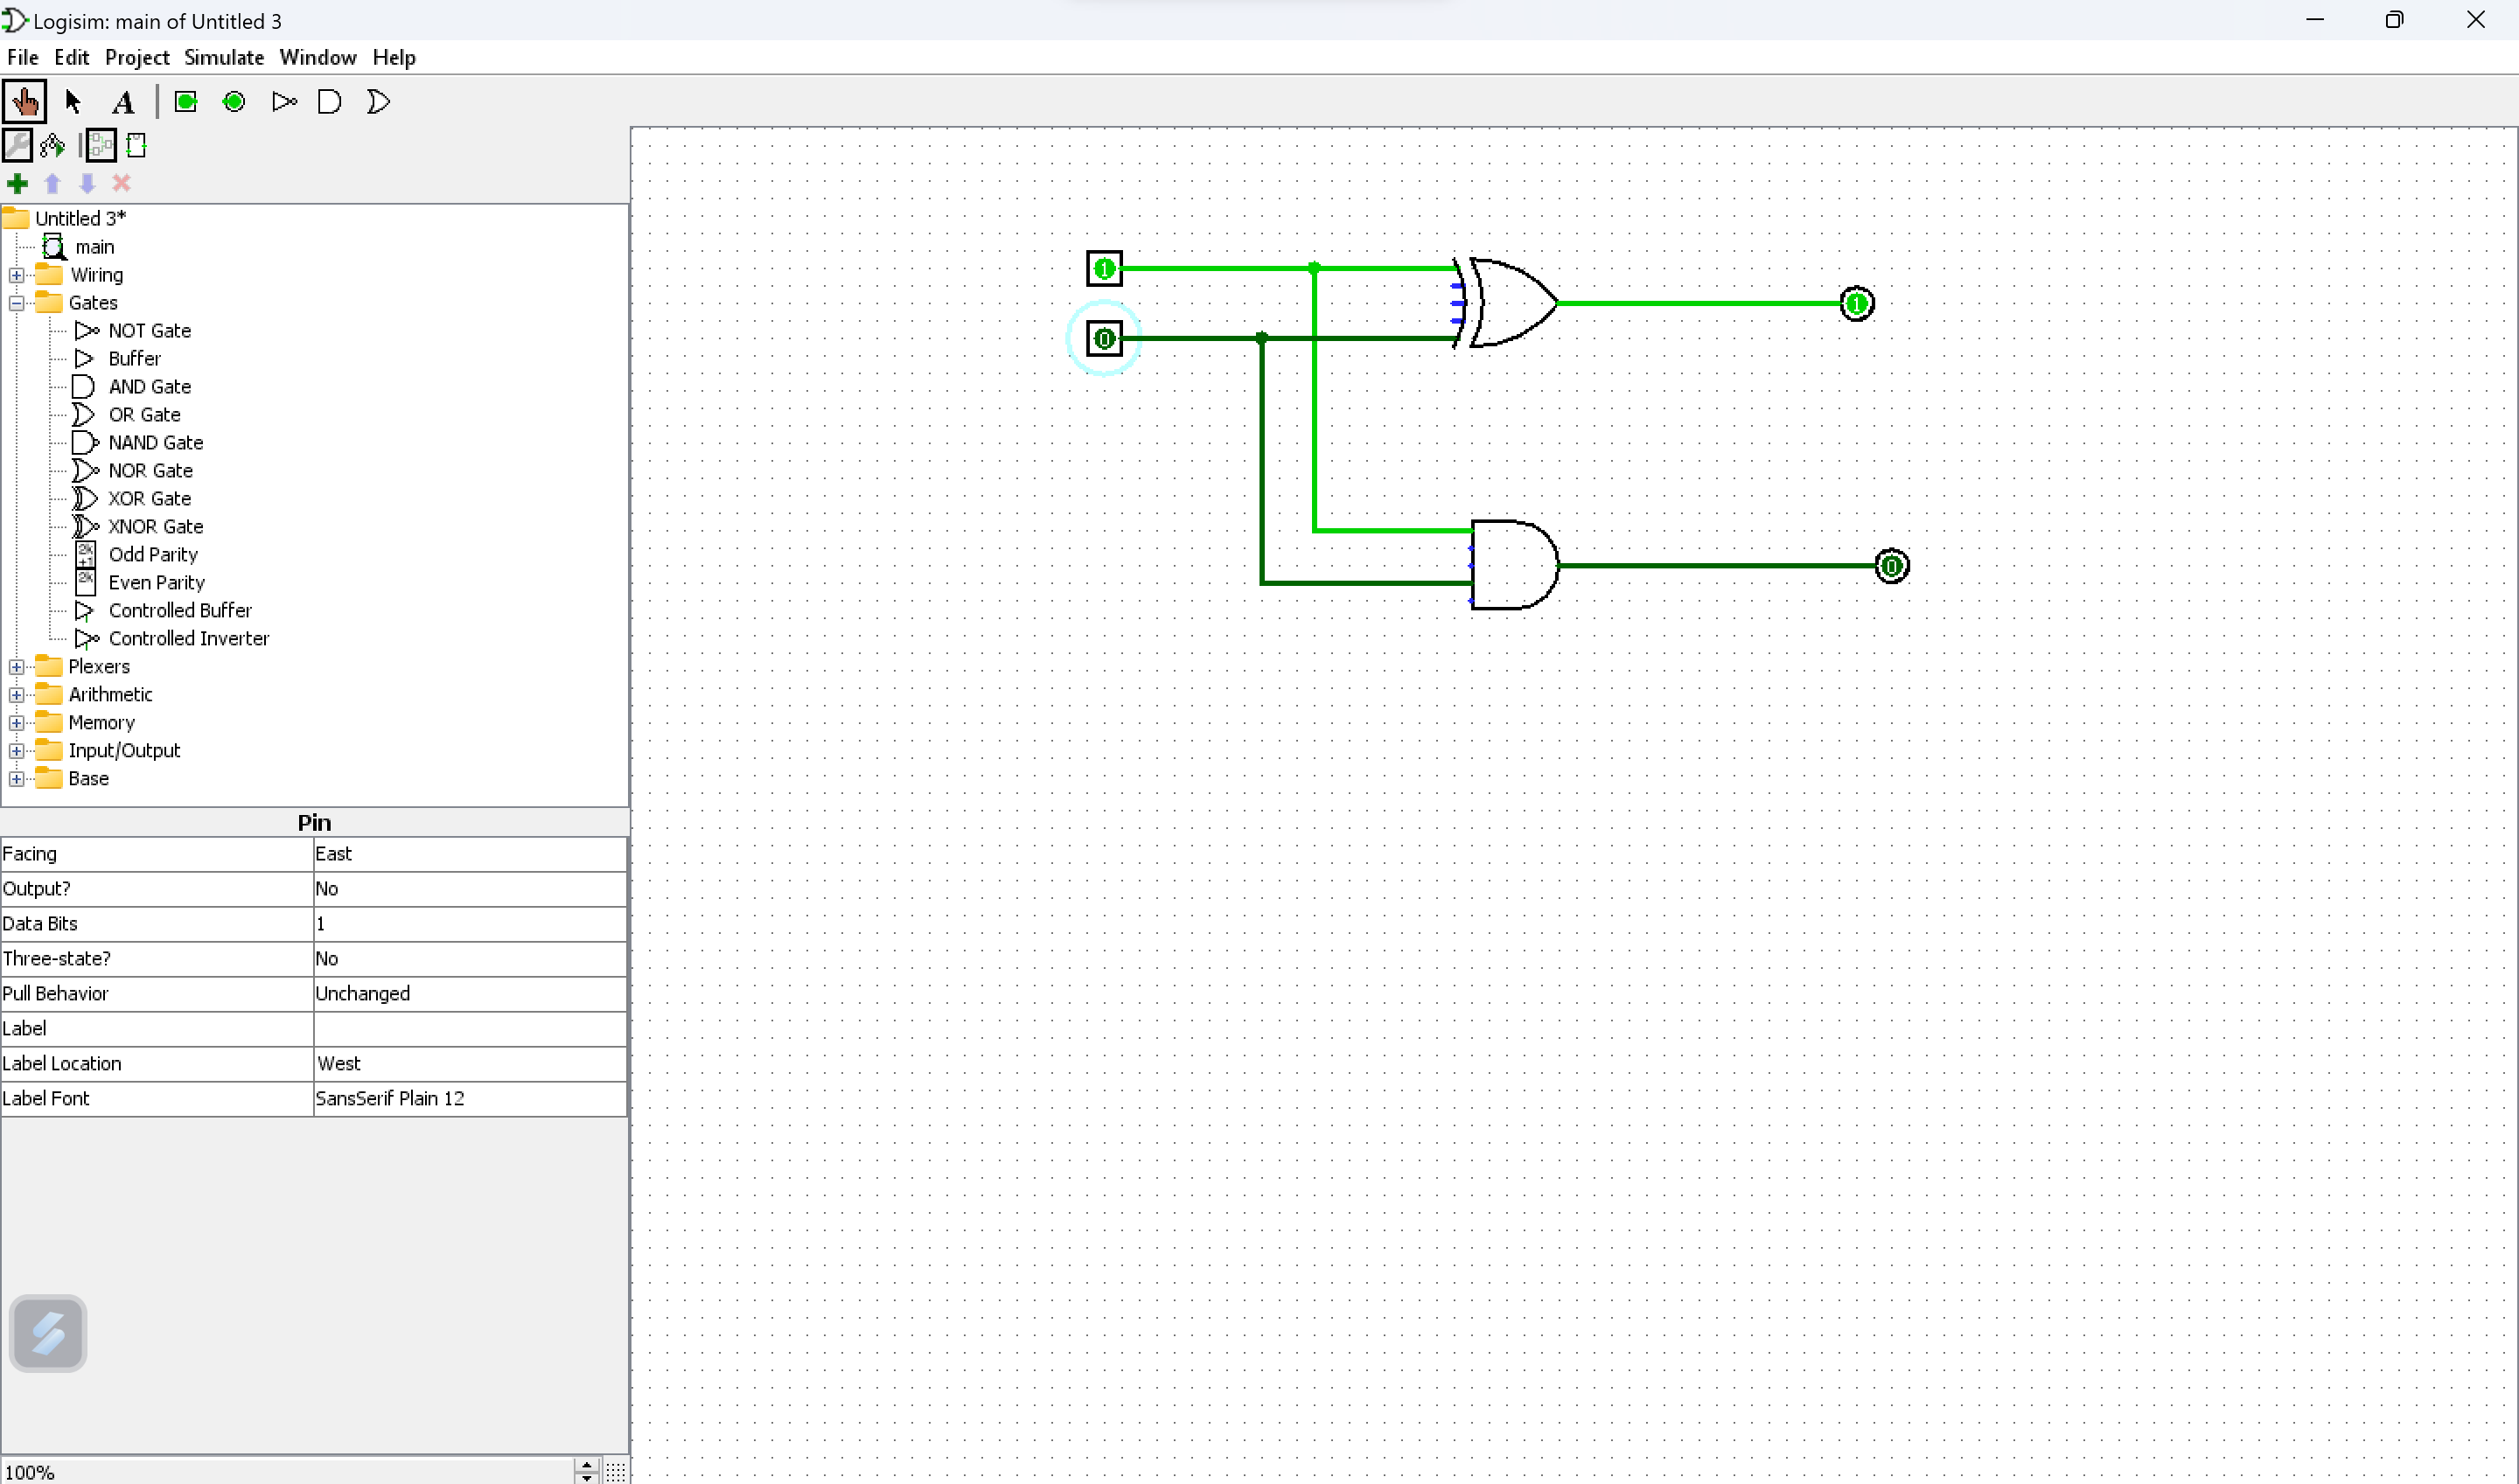 Logisim: main of Untitled 3
File Edit Project Simulate Window Help
A
Untitled 3*
main
Wiring
Gates
NOT Gate
Buffer
AND Gate
OR Gate
NAND Gate
NOR Gate
XOR Gate
XNOR Gate
2k+1 Odd Parity
2k Even Parity
Controlled Buffer
Controlled Inverter
Plexers
Arithmetic
Memory
Input/Output
Base
Pin
Facing East
Output? No
Data Bits 1
Three-state? No
Pull Behavior Unchanged
Label
Label Location West
Label Font SansSerif Plain 12
100%
1
1
0
0